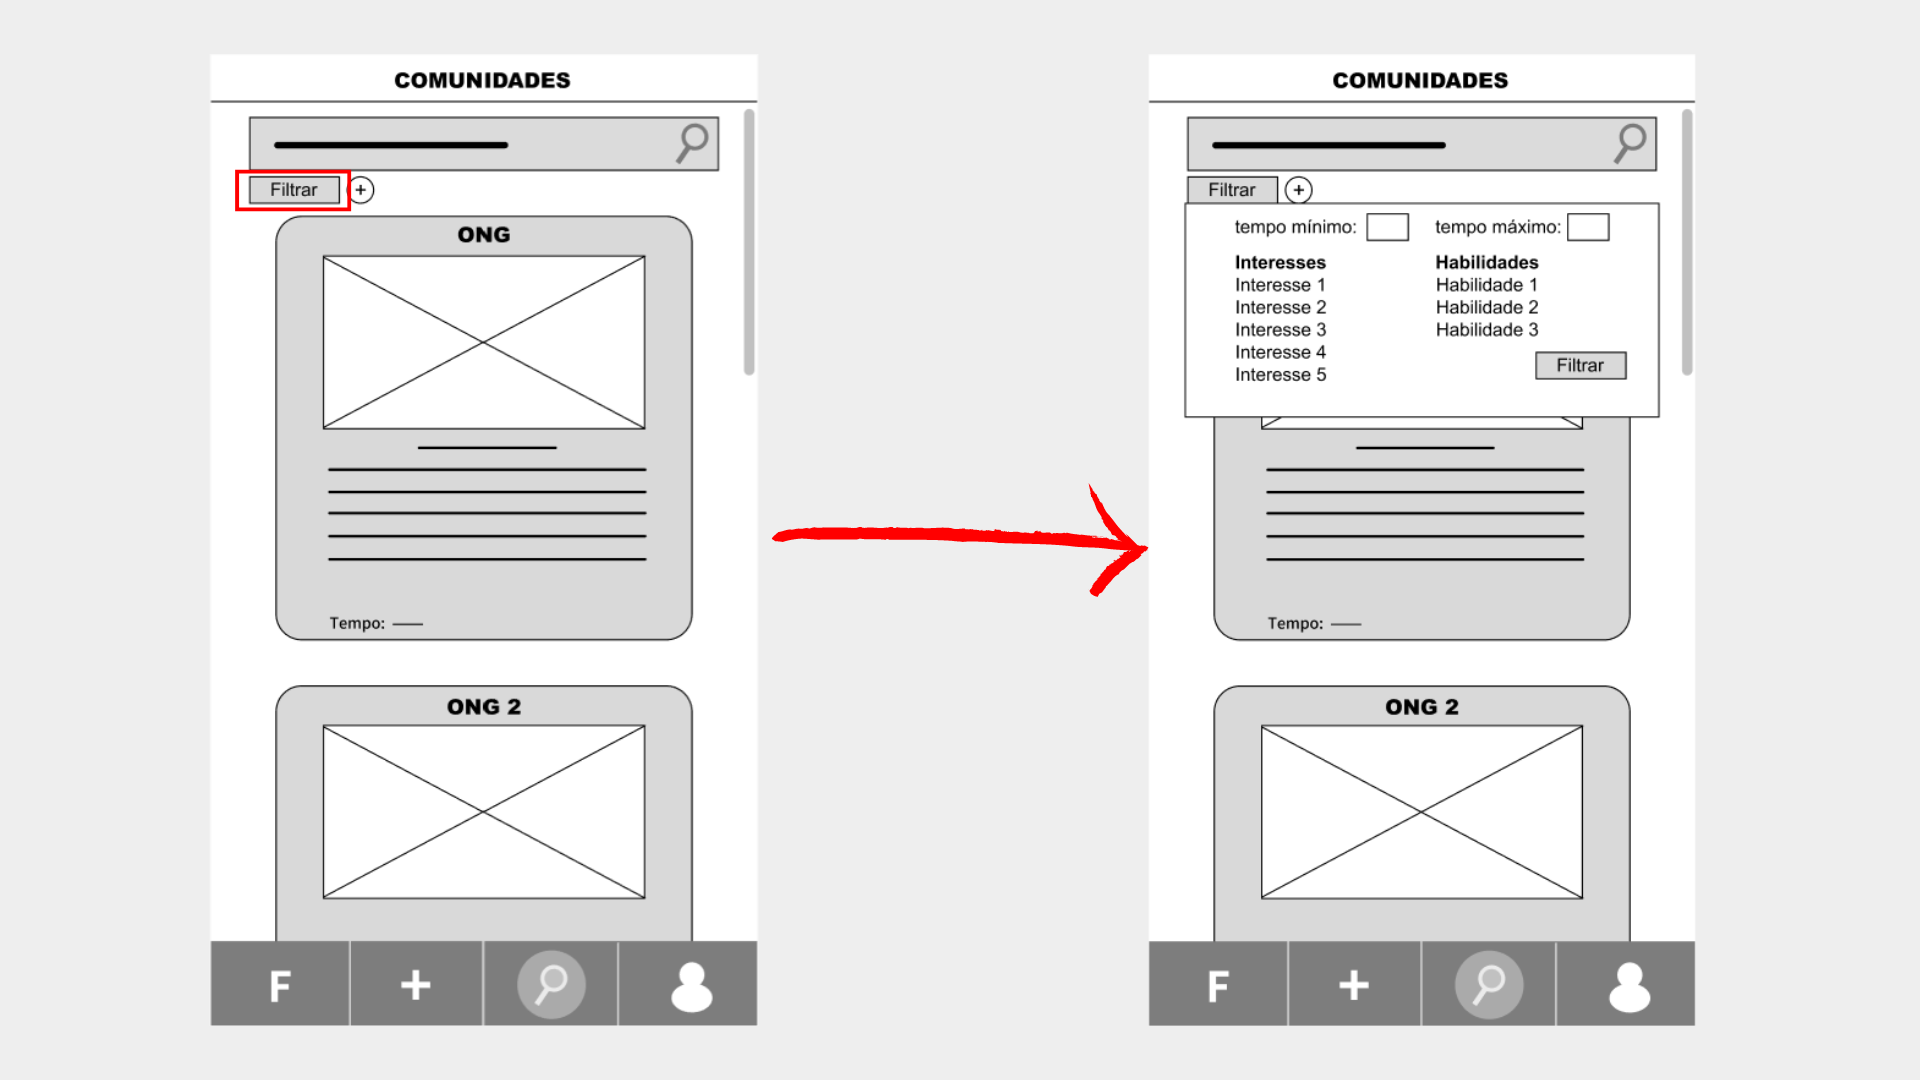 COMUNIDADES
Filtrar +
ONG
Tempo:
ONG 2
F +
COMUNIDADES
Filtrar +
tempo mínimo: tempo máximo:
Interesses
Interesse 1
Interesse 2
Interesse 3
Interesse 4
Interesse 5
Habilidades
Habilidade 1
Habilidade 2
Habilidade 3
Filtrar
Tempo:
ONG 2
F +